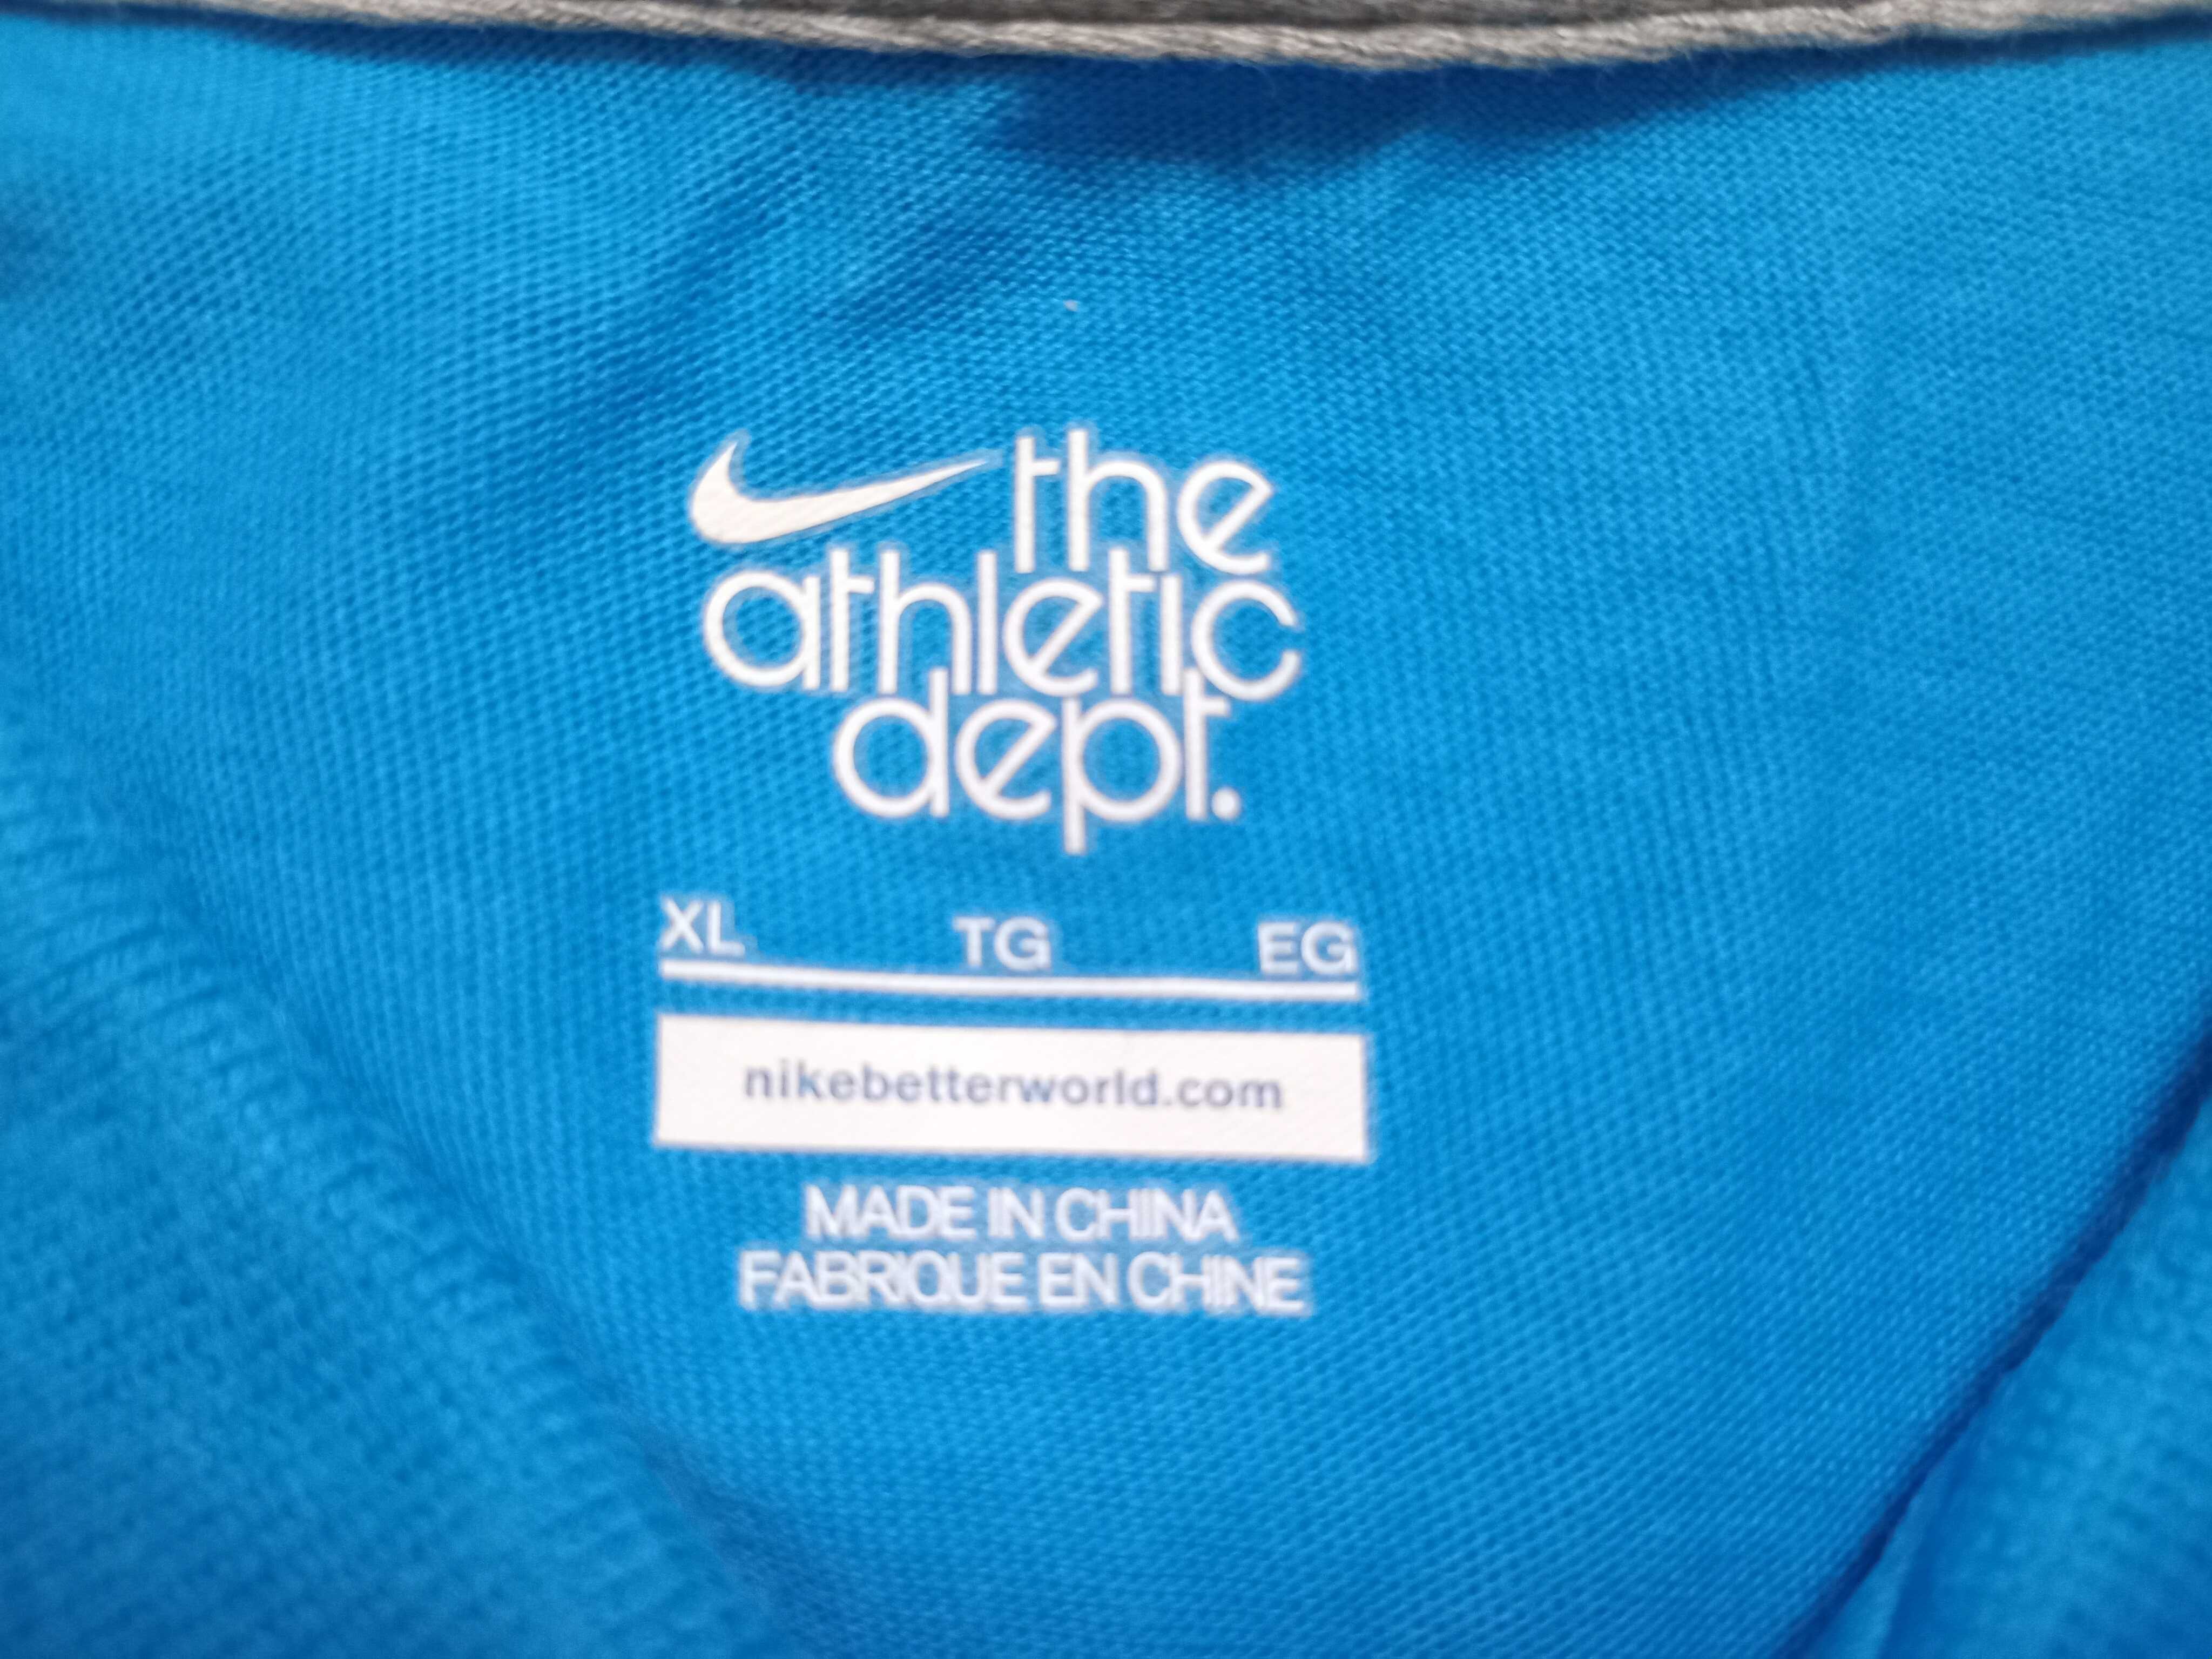 the
athletic
dept.
XL TG EG
nikebetterworld.com
MADE IN CHINA
FABRIQUE EN CHINE